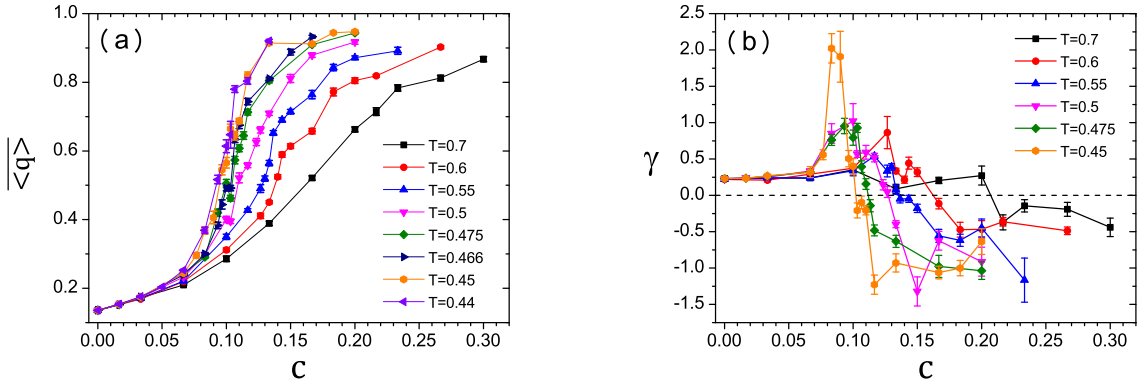 (a)
<q>
1.0
0.8
0.6
0.4
0.2
0.00 0.05 0.10 0.15 0.20 0.25 0.30
c
T=0.7
T=0.6
T=0.55
T=0.5
T=0.475
T=0.466
T=0.45
T=0.44
(b)
γ
2.5
2.0
1.5
1.0
0.5
0.0
-0.5
-1.0
-1.5
0.00 0.05 0.10 0.15 0.20 0.25 0.30
c
T=0.7
T=0.6
T=0.55
T=0.5
T=0.475
T=0.45